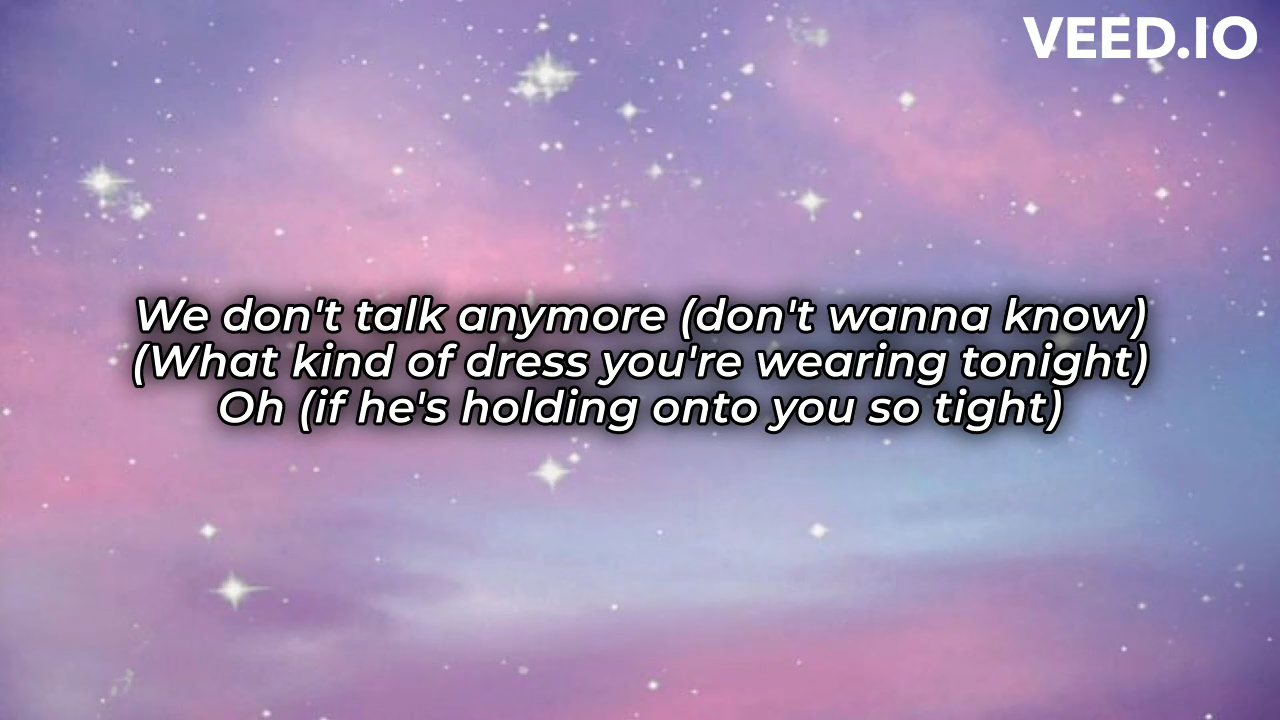 VEED.IO
We don't talk anymore (don't wanna know)
(What kind of dress you're wearing tonight)
Oh (if he's holding onto you so tight)